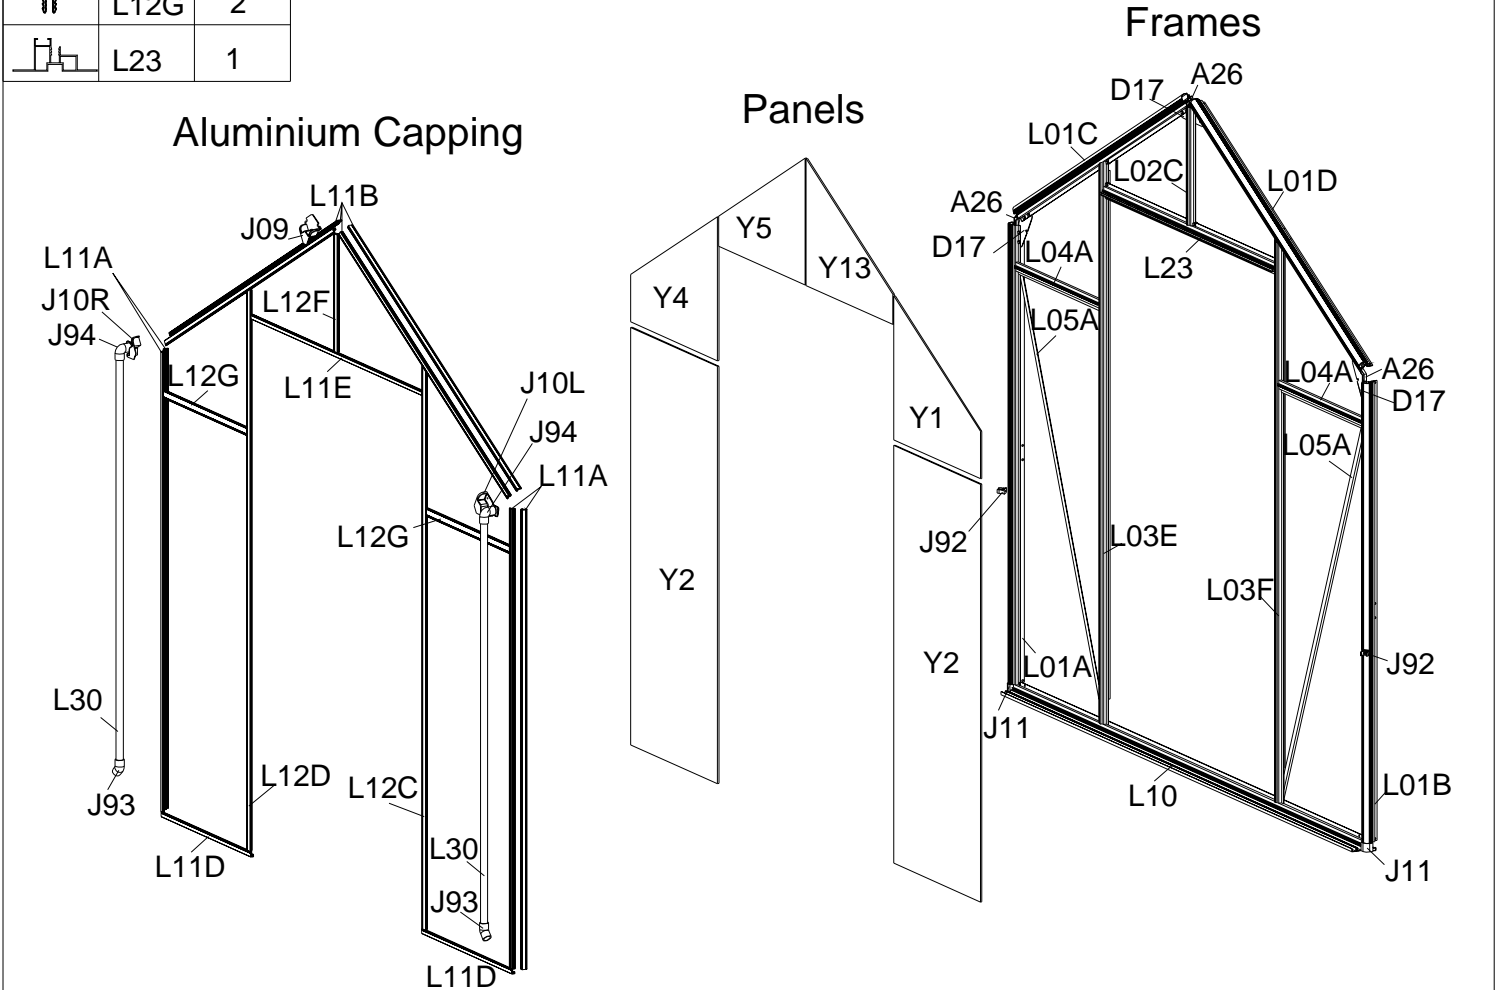 L12G 2
L23 1
Aluminium Capping
Panels
Frames
L11B
J09
L11A
J10R
J94
L12F
L12G
L11E
J10L
J94
L11A
L12G
L30
L12D
L12C
J93
L11D
L30
J93
L11D
Y5
Y13
Y4
Y1
Y2
Y2
D17
A26
L01C
L02C
L01D
A26
D17
L04A
L23
L05A
L04A
A26
D17
L05A
J92
L03E
L03F
L01A
J92
J11
L10
L01B
J11